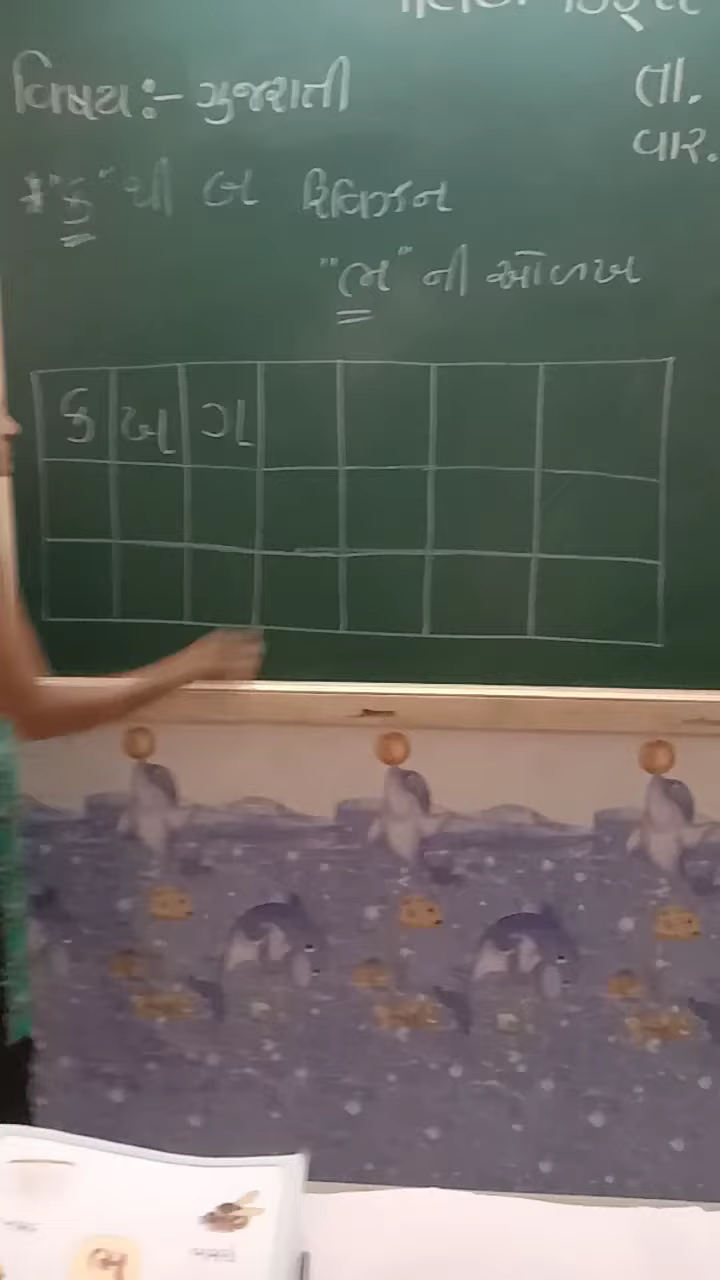 વિષય :- ગુજરાતી
તા.
વાર.
* "ક" થી બ રિવિઝન
"ભ" ની ઓળખ
ક ખ ગ
ભ